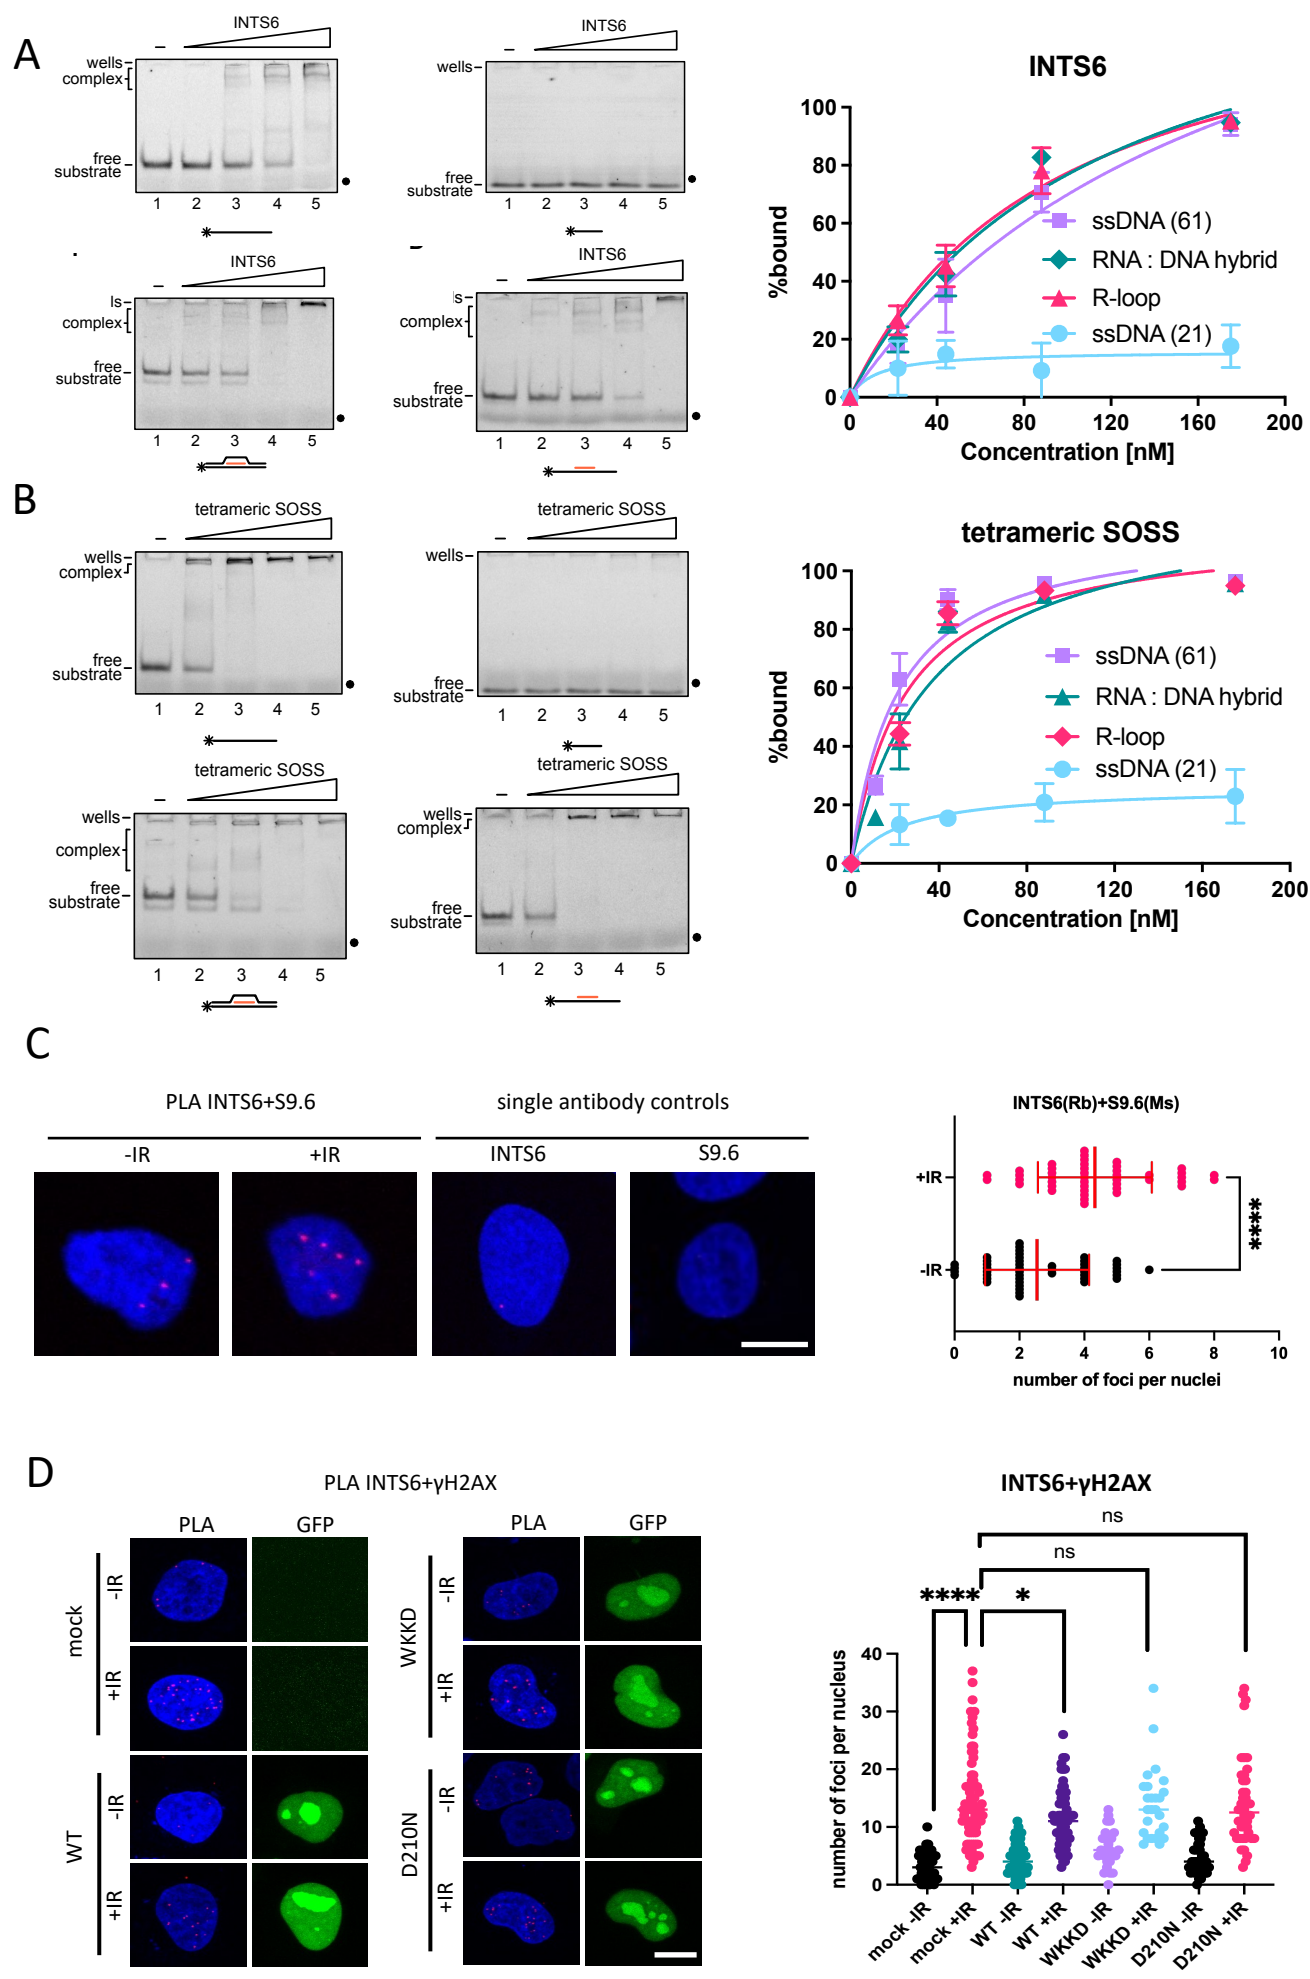 A
INTS6
–
wells
complex
free
substrate
1 2 3 4 5
*
INTS6
–
wells
free
substrate
1 2 3 4 5
*
INTS6
–
ls
complex
free
substrate
1 2 3 4 5
*
INTS6
–
ls
complex
free
substrate
1 2 3 4 5
*
INTS6
%bound
100
80
60
40
20
0
0 40 80 120 160 200
Concentration [nM]
ssDNA (61)
RNA : DNA hybrid
R-loop
ssDNA (21)
B
tetrameric SOSS
–
wells
complex
free
substrate
1 2 3 4 5
*
tetrameric SOSS
–
wells
free
substrate
1 2 3 4 5
*
tetrameric SOSS
–
wells
complex
free
substrate
1 2 3 4 5
*
tetrameric SOSS
–
wells
complex
free
substrate
1 2 3 4 5
*
tetrameric SOSS
%bound
100
80
60
40
20
0
0 40 80 120 160 200
Concentration [nM]
ssDNA (61)
RNA : DNA hybrid
R-loop
ssDNA (21)
C
PLA INTS6+S9.6
single antibody controls
-IR +IR INTS6 S9.6
INTS6(Rb)+S9.6(Ms)
+IR
-IR
****
0 2 4 6 8 10
number of foci per nuclei
D
PLA INTS6+γH2AX
PLA GFP
mock
-IR
+IR
WT
-IR
+IR
PLA GFP
WKKD
-IR
+IR
D210N
-IR
+IR
INTS6+γH2AX
ns
ns
**** *
number of foci per nucleus
40
30
20
10
0
mock -IR
mock +IR
WT -IR
WT +IR
WKKD -IR
WKKD +IR
D210N -IR
D210N +IR